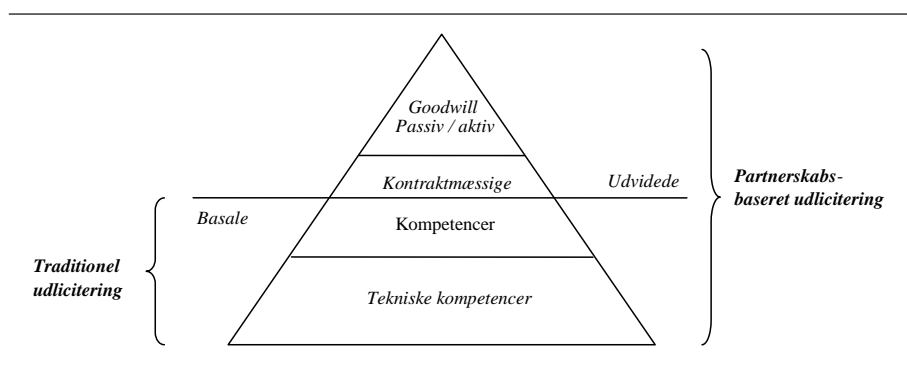 Goodwill
Passiv / aktiv
Kontraktmæssige
Udvidede
Partnerskabs-
baseret udlicitering
Basale
Kompetencer
Traditionel
udlicitering
Tekniske kompetencer